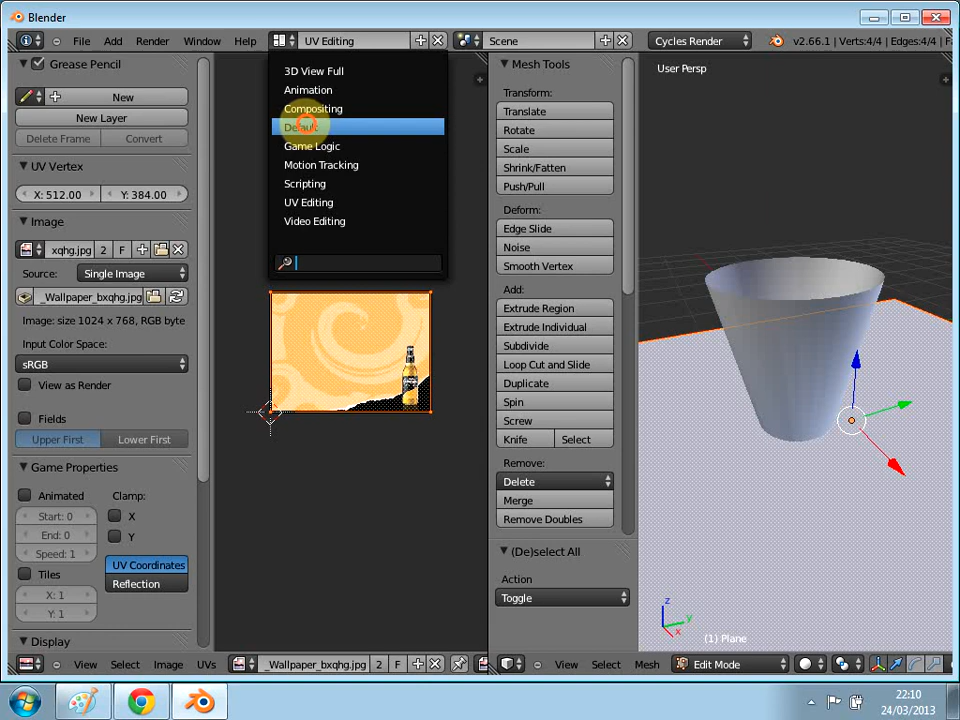 Blender
File Add Render Window Help UV Editing Scene Cycles Render v2.66.1 | Verts:4/4 | Edges:4/4 |
Grease Pencil
New
New Layer
Delete Frame Convert
UV Vertex
X: 512.00 Y: 384.00
Image
xqhg.jpg 2 F
Source: Single Image
_Wallpaper_bxqhg.jpg
Image: size 1024 x 768, RGB byte
Input Color Space:
sRGB
View as Render
Fields
Upper First Lower First
Game Properties
Animated Clamp:
Start: 0 X
End: 0 Y
Speed: 1
Tiles UV Coordinates
X: 1 Reflection
Y: 1
Display
View Select Image UVs _Wallpaper_bxqhg.jpg 2 F
3D View Full
Animation
Compositing
Default
Game Logic
Motion Tracking
Scripting
UV Editing
Video Editing
Mesh Tools
Transform:
Translate
Rotate
Scale
Shrink/Fatten
Push/Pull
Deform:
Edge Slide
Noise
Smooth Vertex
Add:
Extrude Region
Extrude Individual
Subdivide
Loop Cut and Slide
Duplicate
Spin
Screw
Knife Select
Remove:
Delete
Merge
Remove Doubles
(De)select All
Action
Toggle
User Persp
z
y
x
(1) Plane
View Select Mesh Edit Mode
22:10
24/03/2013